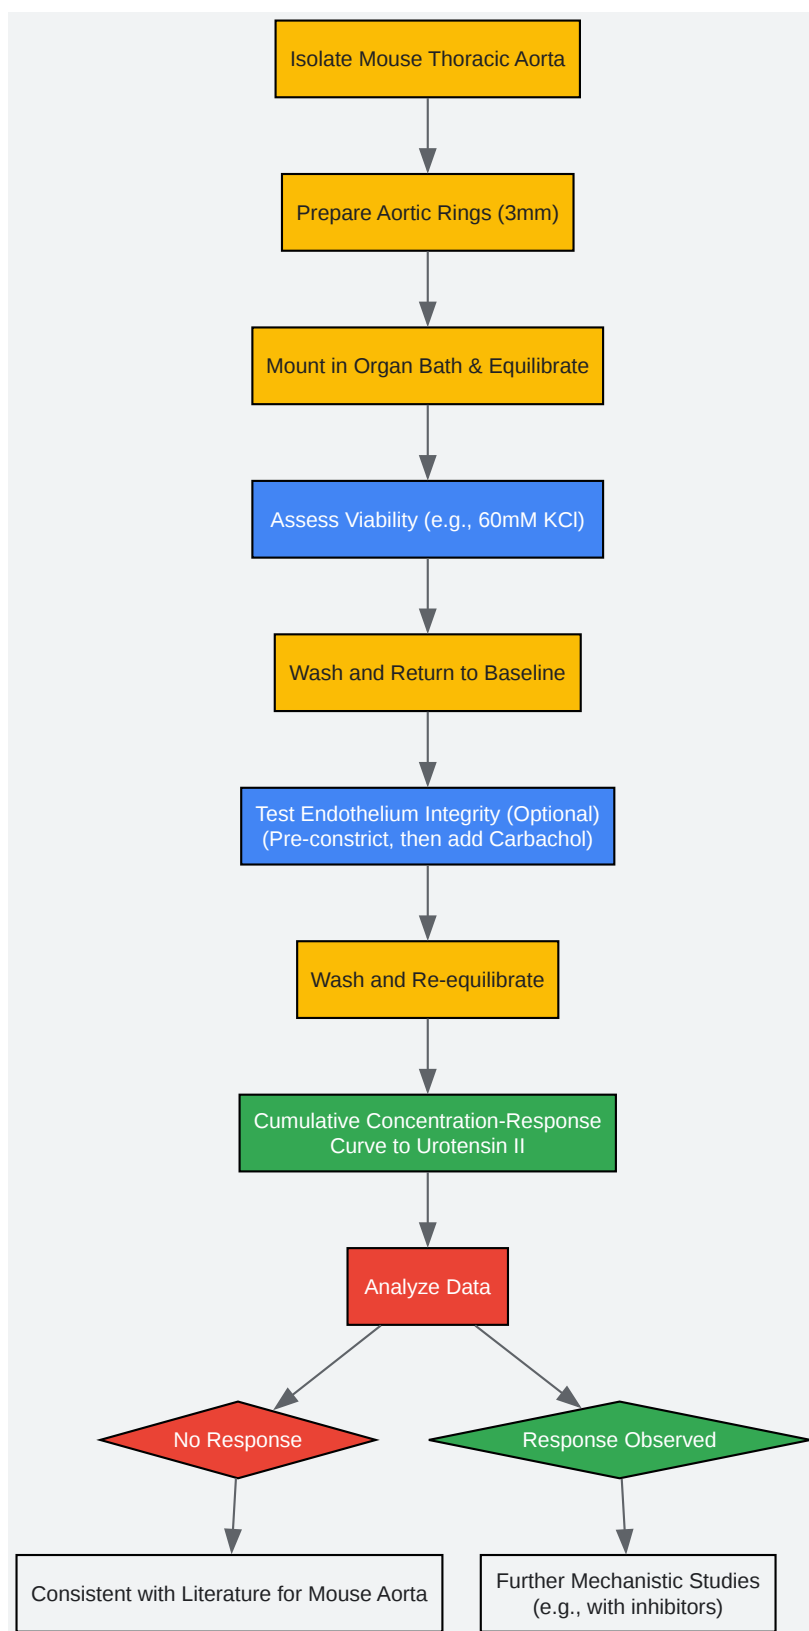 Isolate Mouse Thoracic Aorta
Prepare Aortic Rings (3mm)
Mount in Organ Bath & Equilibrate
Assess Viability (e.g., 60mM KCl)
Wash and Return to Baseline
Test Endothelium Integrity (Optional)
(Pre-constrict, then add Carbachol)
Wash and Re-equilibrate
Cumulative Concentration-Response
Curve to Urotensin II
Analyze Data
No Response
Response Observed
Consistent with Literature for Mouse Aorta
Further Mechanistic Studies
(e.g., with inhibitors)